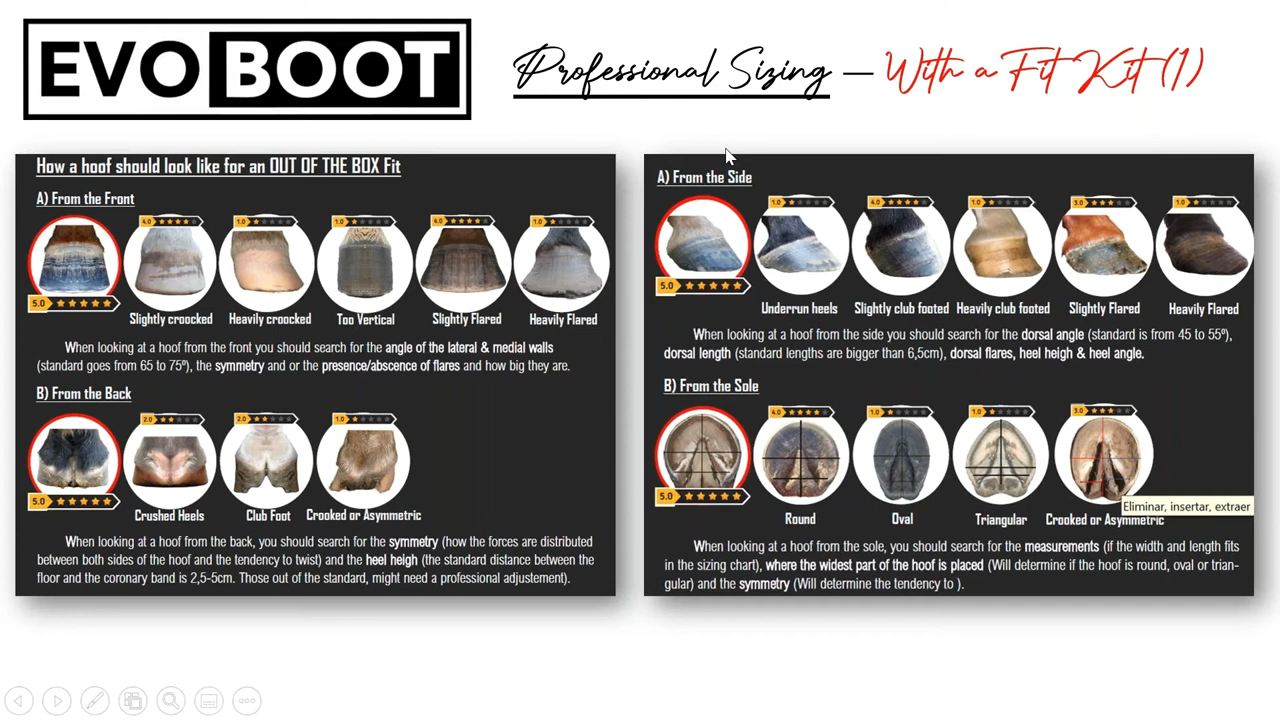 EVO BOOT
Professional Sizing — With a Fit Kit (1)
How a hoof should look like for an OUT OF THE BOX Fit
A) From the Front
4.0 1.0 1.0 4.0 1.0
5.0
Slightly croocked Heavily croocked Too Vertical Slightly Flared Heavily Flared
When looking at a hoof from the front you should search for the angle of the lateral & medial walls
(standard goes from 65 to 75º), the symmetry and or the presence/abscence of flares and how big they are.
B) From the Back
2.0 2.0 1.0
5.0
Crushed Heels Club Foot Crooked or Asymmetric
When looking at a hoof from the back, you should search for the symmetry (how the forces are distributed
between both sides of the hoof and the tendency to twist) and the heel heigh (the standard distance between the
floor and the coronary band is 2,5-5cm. Those out of the standard, might need a professional adjustement).
A) From the Side
1.0 4.0 1.0 3.0 1.0
5.0
Underrun heels Slightly club footed Heavily club footed Slightly Flared Heavily Flared
When looking at a hoof from the side you should search for the dorsal angle (standard is from 45 to 55º),
dorsal length (standard lengths are bigger than 6,5cm), dorsal flares, heel heigh & heel angle.
B) From the Sole
4.0 1.0 1.0 3.0
5.0
Round Oval Triangular Crooked or Asymmetric
Eliminar, insertar, extraer
When looking at a hoof from the sole, you should search for the measurements (if the width and length fits
in the sizing chart), where the widest part of the hoof is placed (Will determine if the hoof is round, oval or trian-
gular) and the symmetry (Will determine the tendency to ).